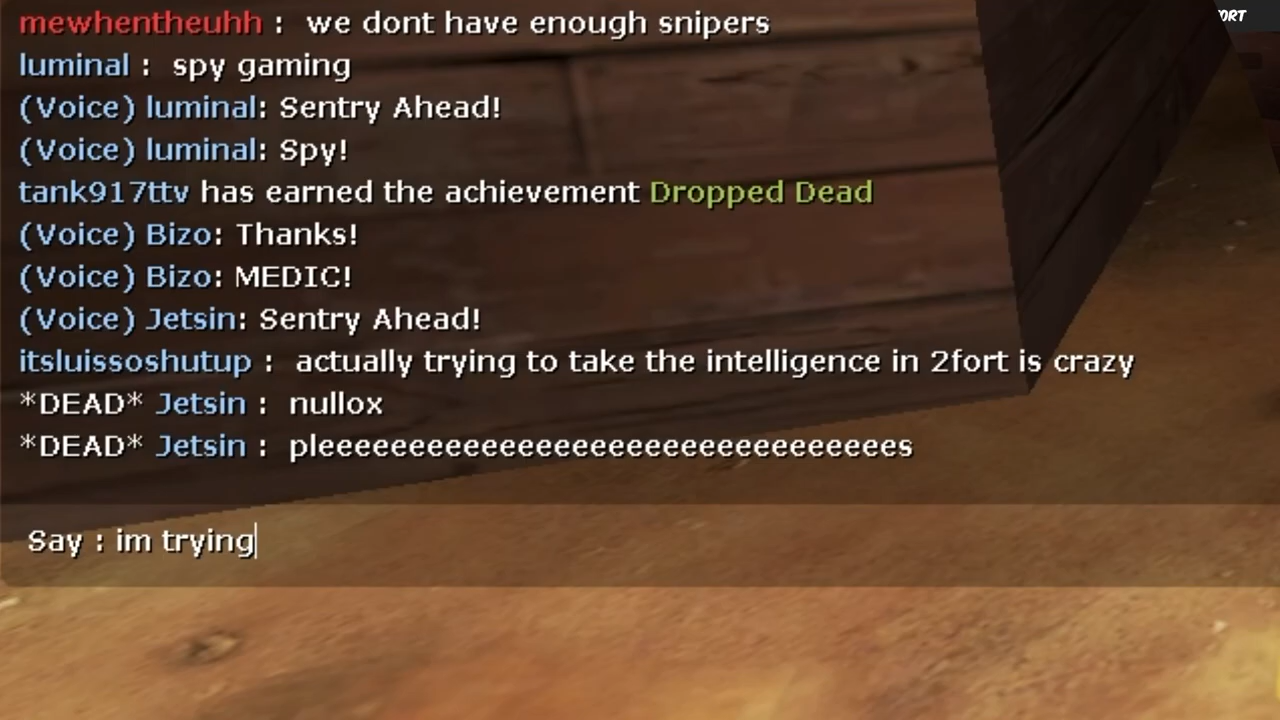 ORT
mewhentheuhh :  we dont have enough snipers
luminal :  spy gaming
(Voice) luminal: Sentry Ahead!
(Voice) luminal: Spy!
tank917ttv has earned the achievement Dropped Dead
(Voice) Bizo: Thanks!
(Voice) Bizo: MEDIC!
(Voice) Jetsin: Sentry Ahead!
itsluissoshutup :  actually trying to take the intelligence in 2fort is crazy
*DEAD* Jetsin :  nullox
*DEAD* Jetsin :  pleeeeeeeeeeeeeeeeeeeeeeeeeeeeeeees
Say : im trying